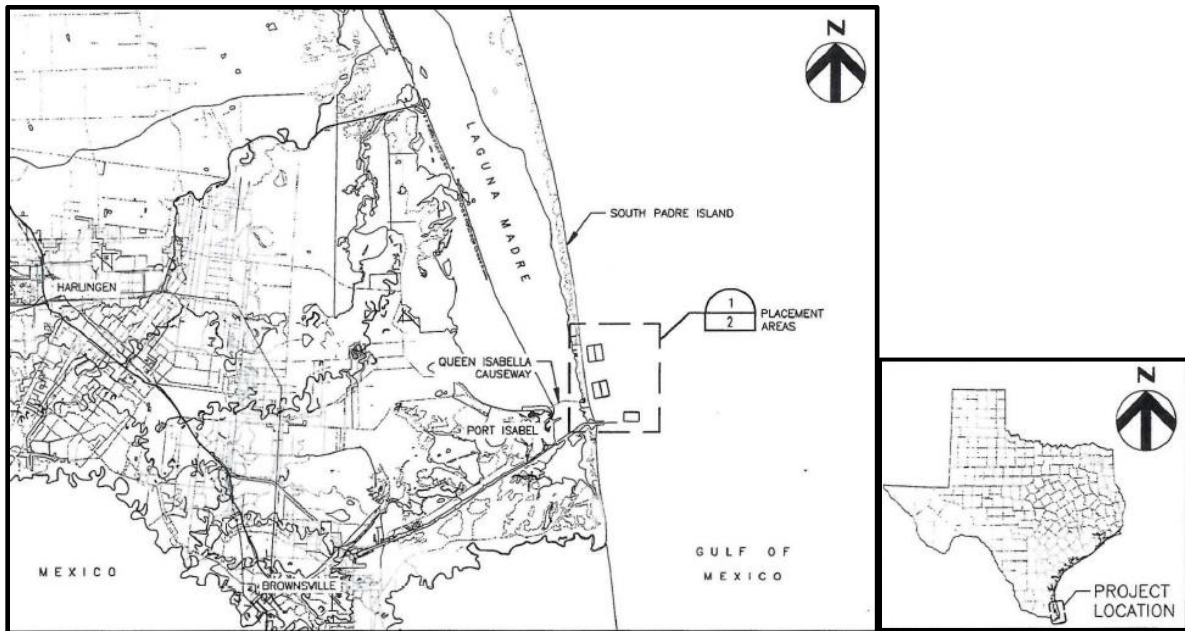 N
LAGUNA MADRE
SOUTH PADRE ISLAND
HARLINGEN
1
2
PLACEMENT
AREAS
QUEEN ISABELLA
CAUSEWAY
PORT ISABEL
GULF OF
MEXICO
MEXICO
BROWNSVILLE
N
PROJECT
LOCATION